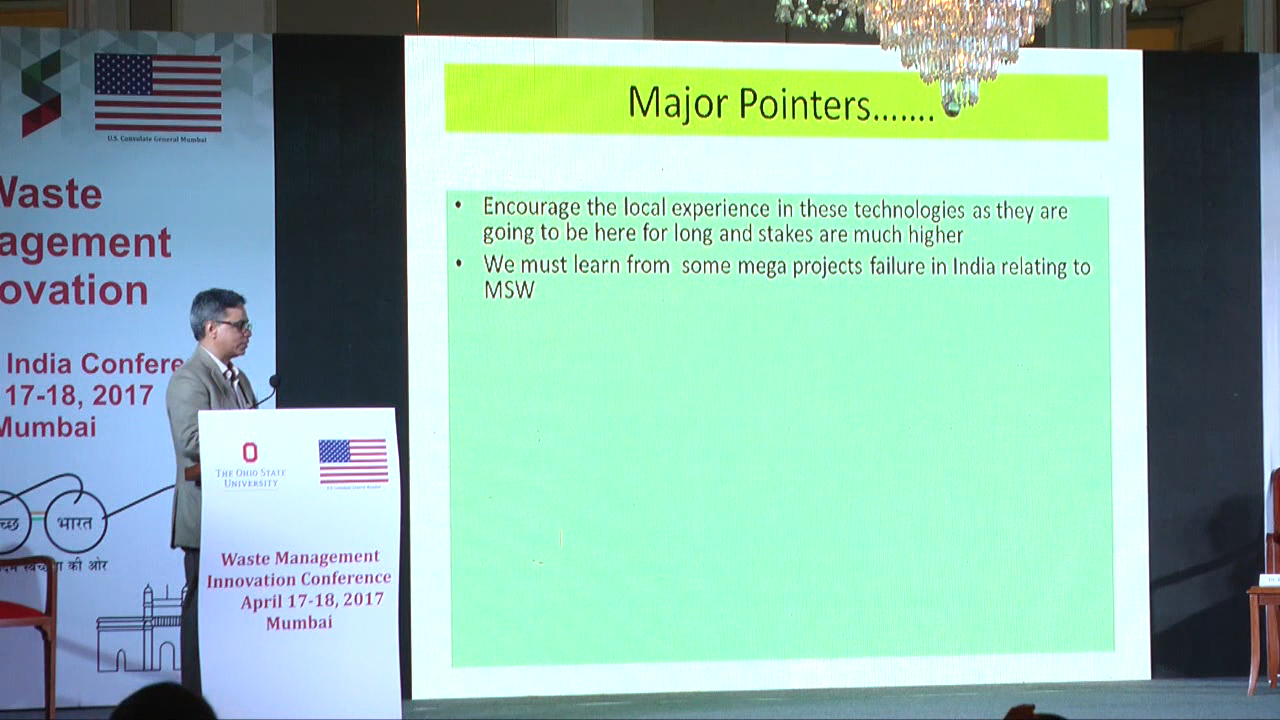 U.S. Consulate General Mumbai
Waste
agement
ovation
India Confere
17-18, 2017
Mumbai
च्छ भारत
की ओर
THE OHIO STATE
UNIVERSITY
Waste Management
Innovation Conference
April 17-18, 2017
Mumbai
Major Pointers.......
• Encourage the local experience in these technologies as they are
going to be here for long and stakes are much higher
• We must learn from some mega projects failure in India relating to
MSW